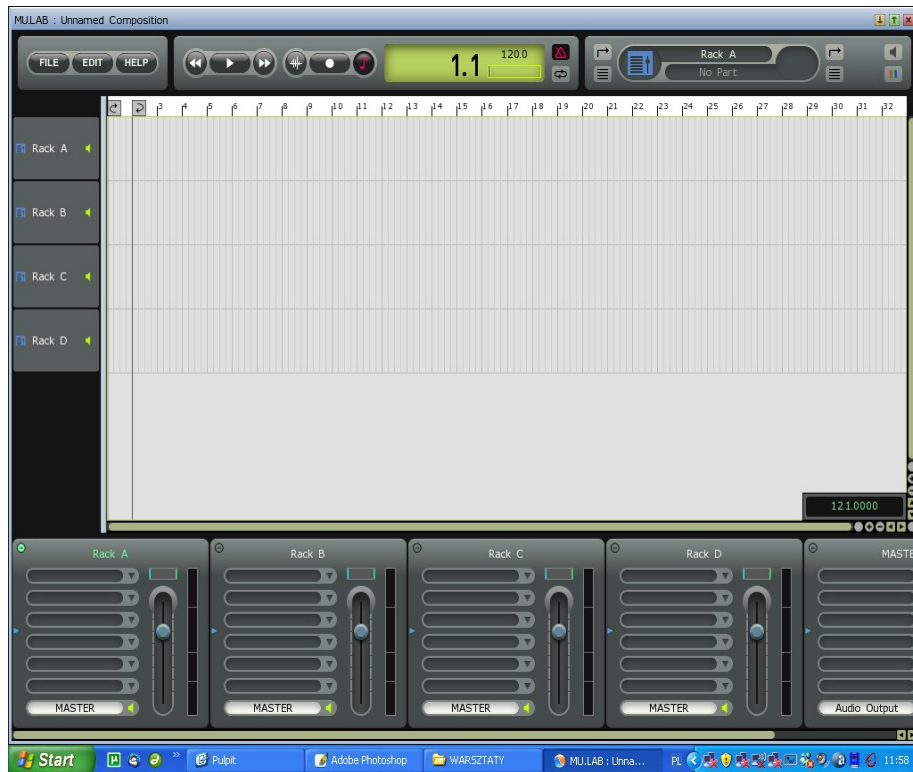 MU.LAB : Unnamed Composition
FILE EDIT HELP
1.1 120.0
Rack A
No Part
3 4 5 6 7 8 9 10 11 12 13 14 15 16 17 18 19 20 21 22 23 24 25 26 27 28 29 30 31 32
Rack A
Rack B
Rack C
Rack D
12.1.0000
Rack A Rack B Rack C Rack D MASTE
MASTER MASTER MASTER MASTER Audio Output
Start » Pulpit Adobe Photoshop WARSZTATY MU.LAB : Unna... PL 11:58